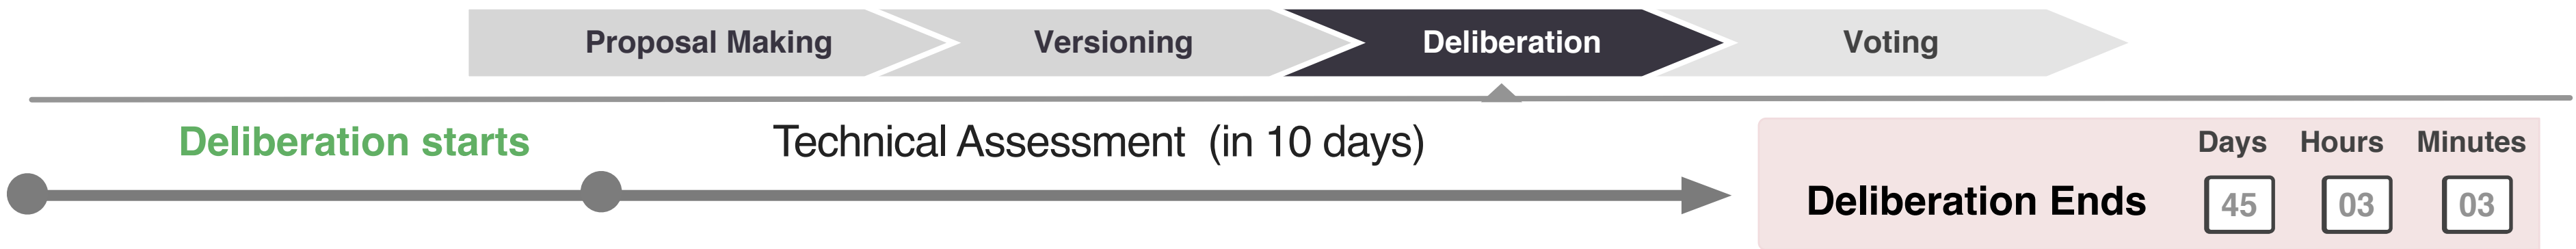 Proposal Making Versioning Deliberation Voting
Deliberation starts Technical Assessment (in 10 days)
Days Hours Minutes
Deliberation Ends 45 03 03